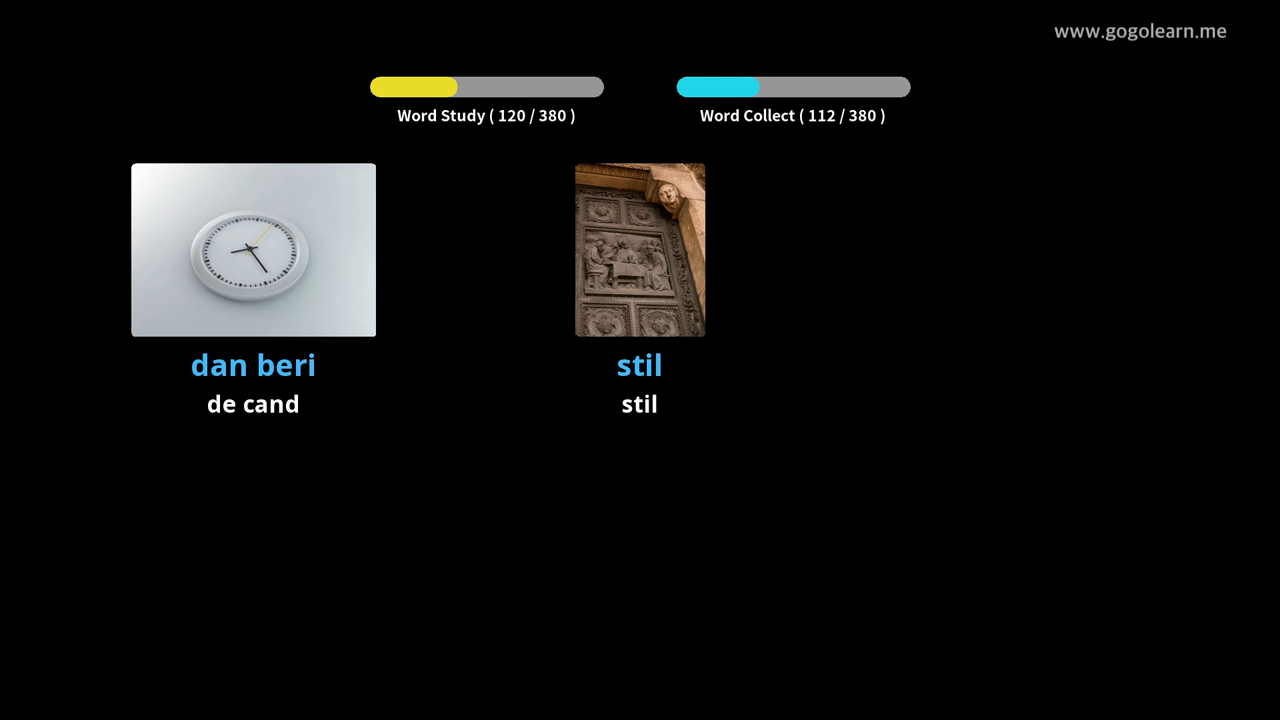 www.gogolearn.me
Word Study ( 120 / 380 )
Word Collect ( 112 / 380 )
dan beri
de cand
stil
stil